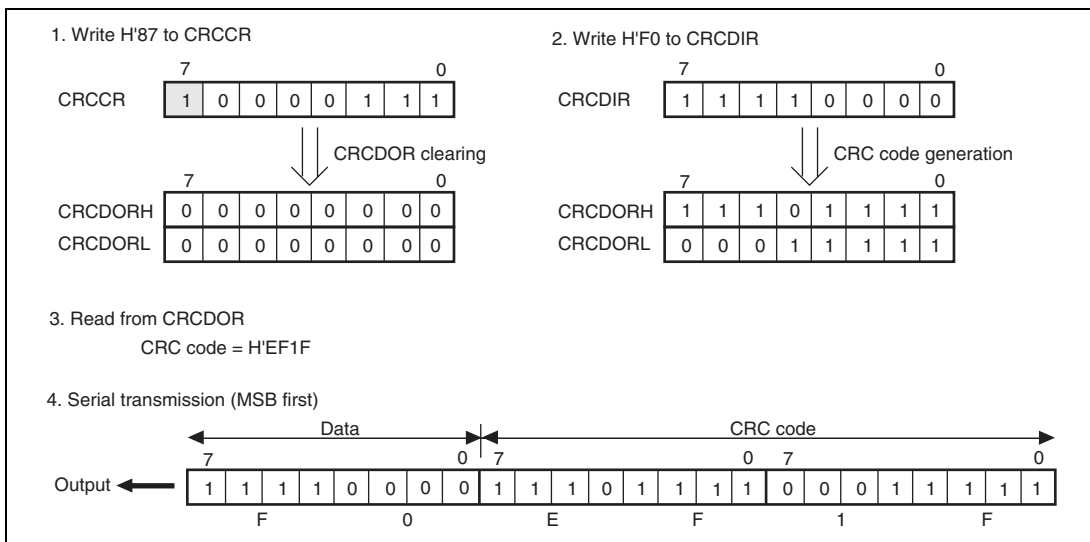 1. Write H'87 to CRCCR
7 0
CRCCR 1 0 0 0 0 1 1 1
CRCDOR clearing
7 0
CRCDORH 0 0 0 0 0 0 0 0
CRCDORL 0 0 0 0 0 0 0 0
2. Write H'F0 to CRCDIR
7 0
CRCDIR 1 1 1 1 0 0 0 0
CRC code generation
7 0
CRCDORH 1 1 1 0 1 1 1 1
CRCDORL 0 0 0 1 1 1 1 1
3. Read from CRCDOR
CRC code = H'EF1F
4. Serial transmission (MSB first)
Data CRC code
7 0 7 0 7 0
Output 1 1 1 1 0 0 0 0 1 1 1 0 1 1 1 1 0 0 0 1 1 1 1 1
F 0 E F 1 F